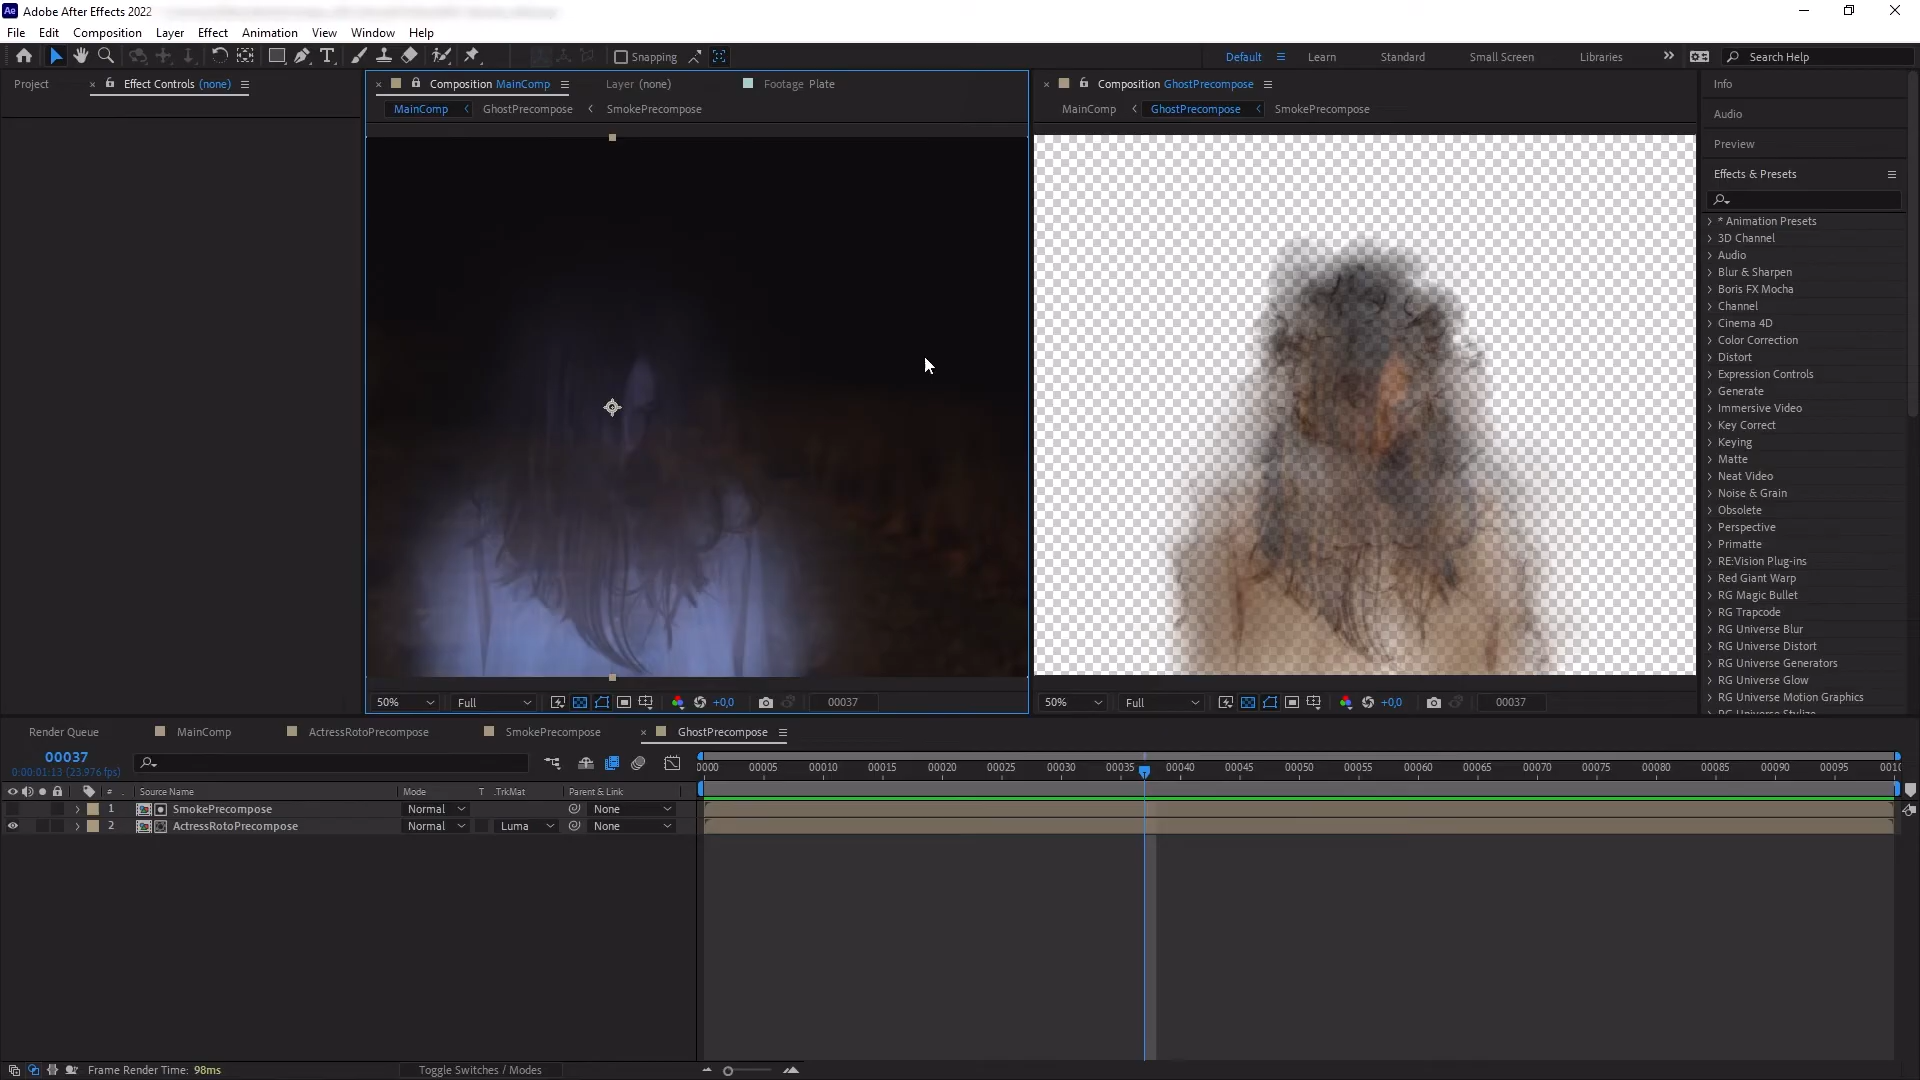 Ae Adobe After Effects 2022
File Edit Composition Layer Effect Animation View Window Help
Snapping Default Learn Standard Small Screen Libraries Search Help
Project × Effect Controls (none)
× Composition MainComp Layer (none) Footage Plate
× Composition GhostPrecompose
MainComp GhostPrecompose SmokePrecompose
MainComp GhostPrecompose SmokePrecompose
Info
Audio
Preview
Effects & Presets
* Animation Presets
3D Channel
Audio
Blur & Sharpen
Boris FX Mocha
Channel
Cinema 4D
Color Correction
Distort
Expression Controls
Generate
Immersive Video
Key Correct
Keying
Matte
Neat Video
Noise & Grain
Obsolete
Perspective
Primatte
RE:Vision Plug-ins
Red Giant Warp
RG Magic Bullet
RG Trapcode
RG Universe Blur
RG Universe Distort
RG Universe Generators
RG Universe Glow
RG Universe Motion Graphics
RG Universe Stylize
50% Full +0,0 00037
50% Full +0,0 00037
Render Queue MainComp ActressRotoPrecompose SmokePrecompose × GhostPrecompose
00037
0:00:01:13 (23.976 fps)
0000 00005 00010 00015 00020 00025 00030 00035 00040 00045 00050 00055 00060 00065 00070 00075 00080 00085 00090 00095 0010
# Source Name Mode T .TrkMat Parent & Link
1 SmokePrecompose Normal None
2 ActressRotoPrecompose Normal Luma None
Frame Render Time: 98ms Toggle Switches / Modes